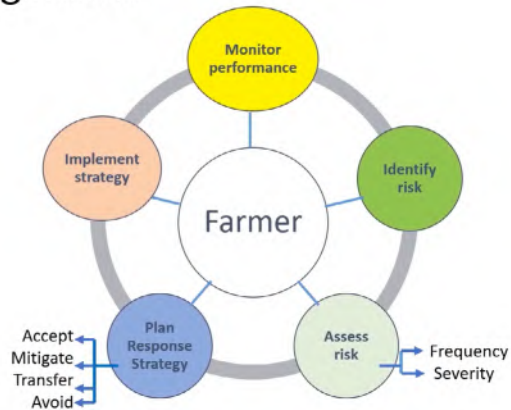 Monitor
performance
Identify
risk
Assess
risk
Frequency
Severity
Plan
Response
Strategy
Accept
Mitigate
Transfer
Avoid
Implement
strategy
Farmer